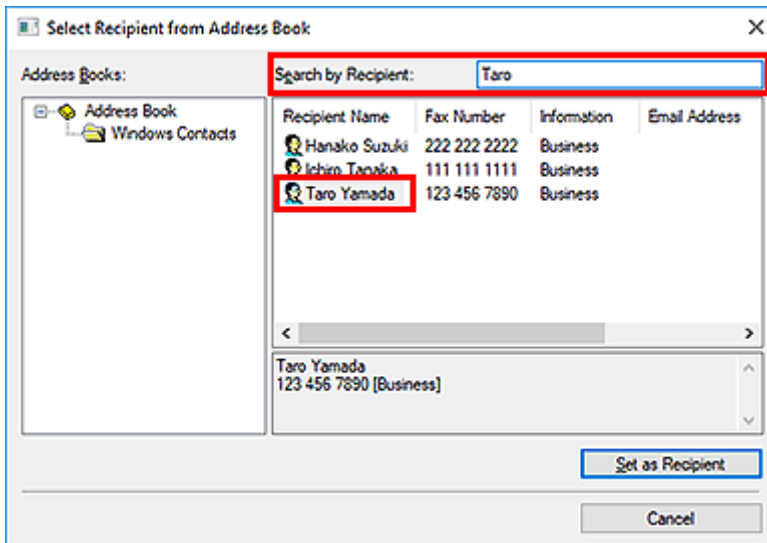 Select Recipient from Address Book
Address Books:
Search by Recipient: Taro
Address Book
Windows Contacts
Recipient Name Fax Number Information Email Address
Hanako Suzuki 222 222 2222 Business
Ichiro Tanaka 111 111 1111 Business
Taro Yamada 123 456 7890 Business
Taro Yamada
123 456 7890 [Business]
Set as Recipient
Cancel